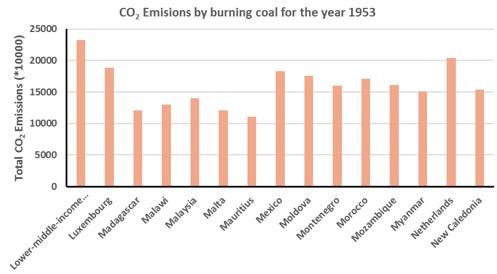 CO₂ Emisions by burning coal for the year 1953
Total CO₂ Emissions (*10000)
25000
20000
15000
10000
5000
0
Lower-middle-income...
Luxembourg
Madagascar
Malawi
Malaysia
Malta
Mauritius
Mexico
Moldova
Montenegro
Morocco
Mozambique
Myanmar
Netherlands
New Caledonia